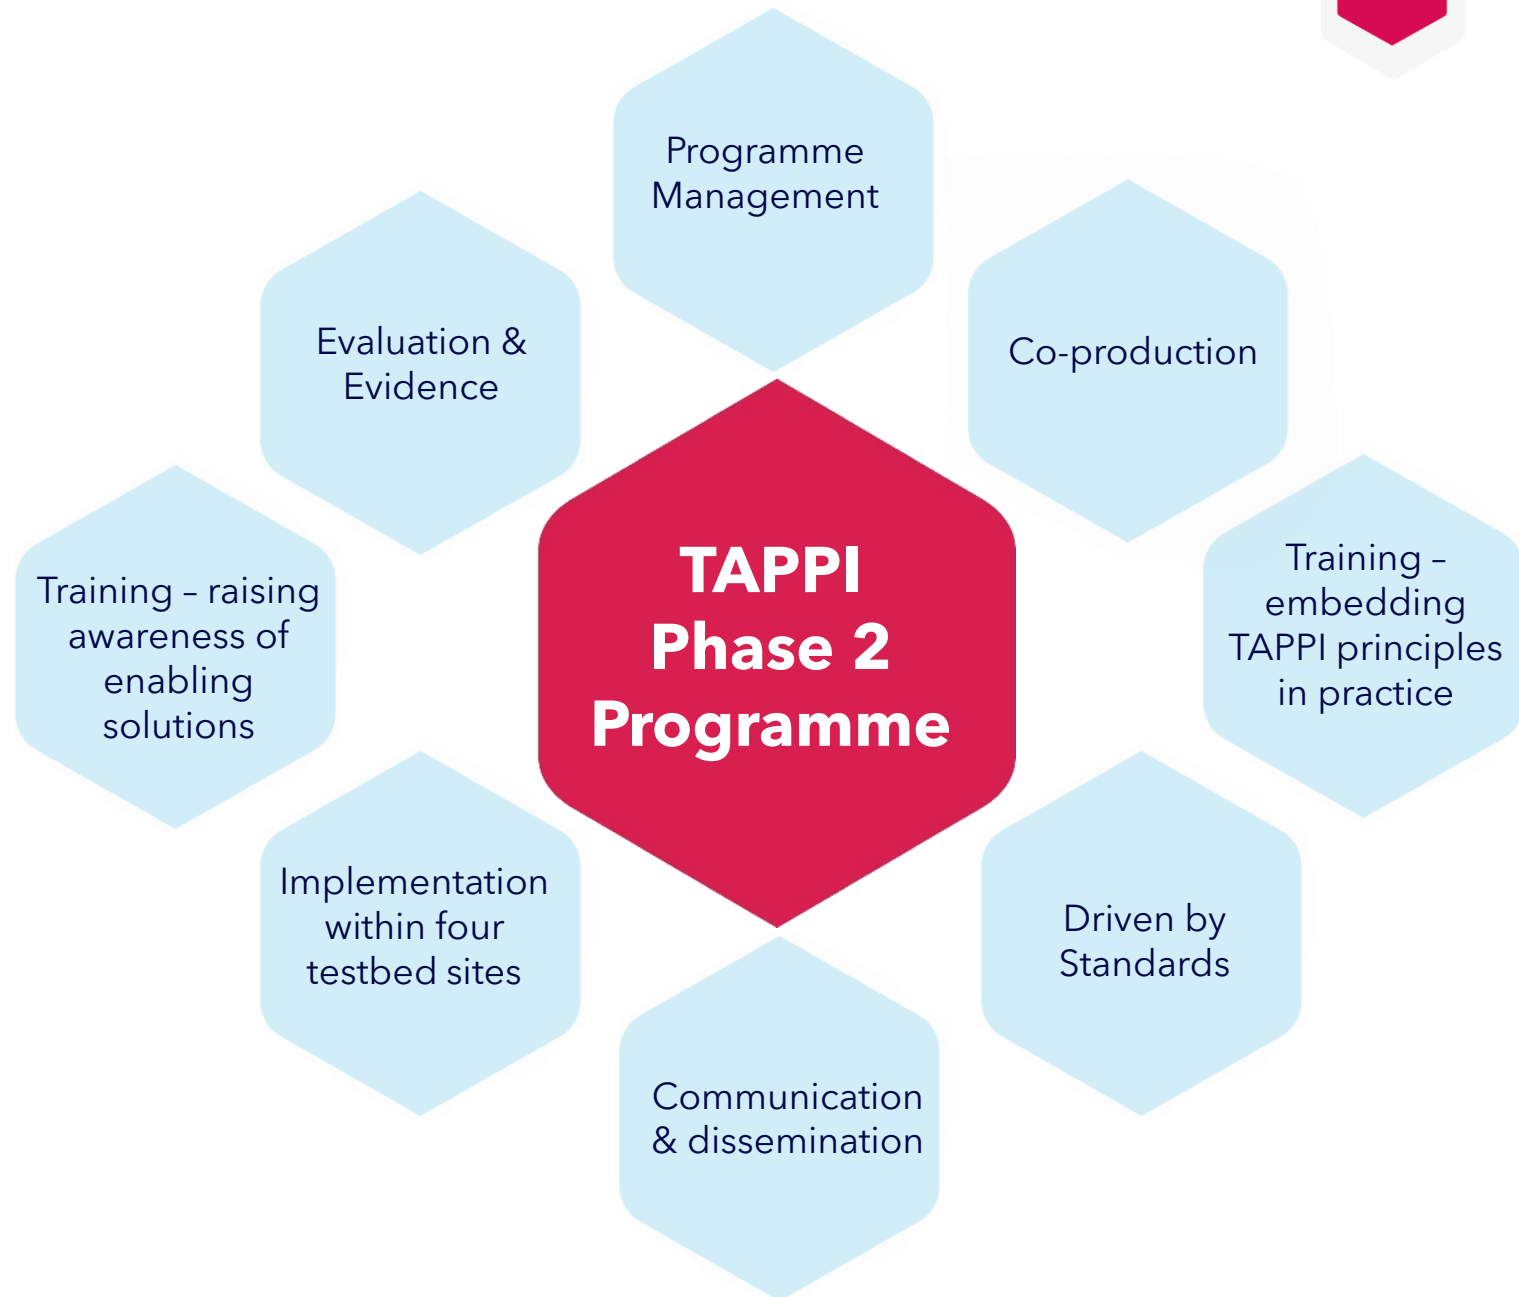 Programme
Management
Co-production
Training –
embedding
TAPPI principles
in practice
Driven by
Standards
Communication
& dissemination
Implementation
within four
testbed sites
Training – raising
awareness of
enabling
solutions
Evaluation &
Evidence
TAPPI
Phase 2
Programme